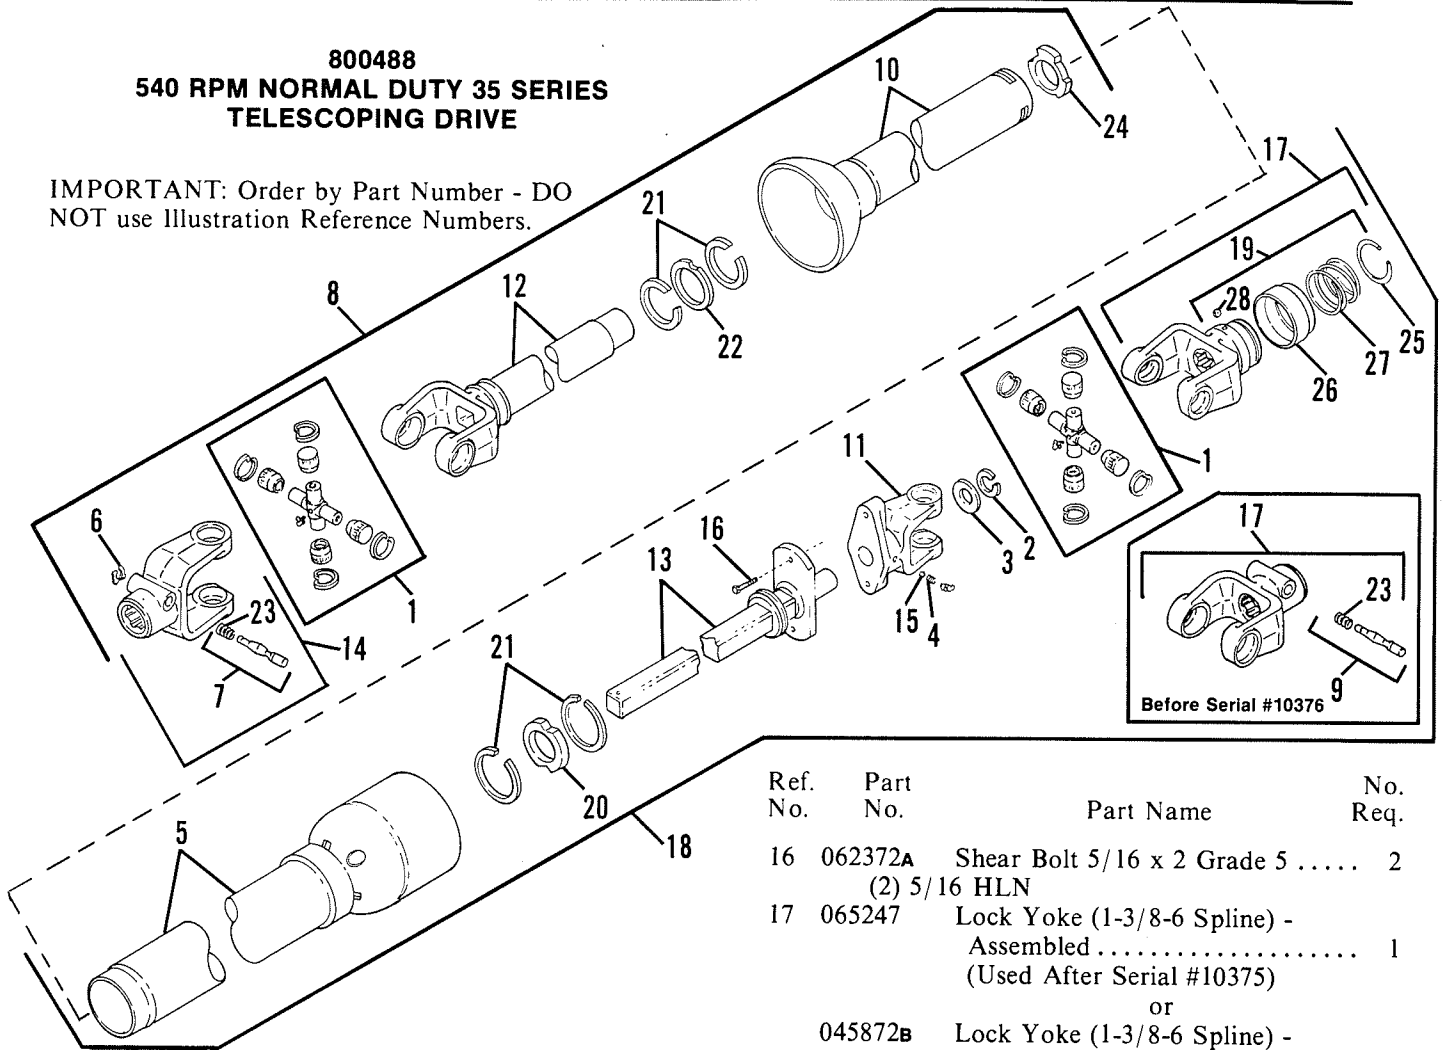 800488
540 RPM NORMAL DUTY 35 SERIES
TELESCOPING DRIVE
IMPORTANT: Order by Part Number - DO
NOT use Illustration Reference Numbers.
10
24
17
21
19
8
12
28
22
25
27
26
11
1
6
16
13
3
2
17
23
1
15
4
23
14
21
7
9
Before Serial #10376
20
5
18
Ref. Part No.
No. No. Part Name Req.
16 062372A Shear Bolt 5/16 x 2 Grade 5 ..... 2
(2) 5/16 HLN
17 065247 Lock Yoke (1-3/8-6 Spline) -
Assembled .................... 1
(Used After Serial #10375)
or
045872B Lock Yoke (1-3/8-6 Spline) -